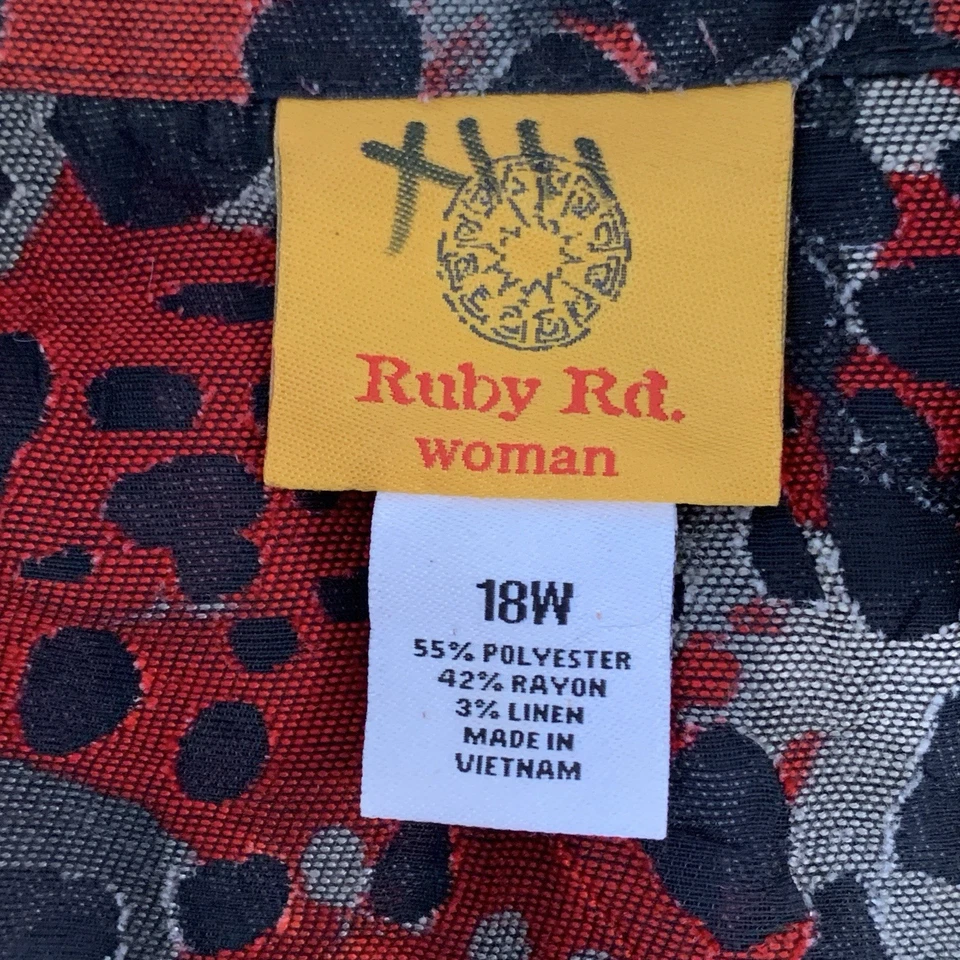 Ruby Rd.
woman
18W
55% POLYESTER
42% RAYON
3% LINEN
MADE IN
VIETNAM